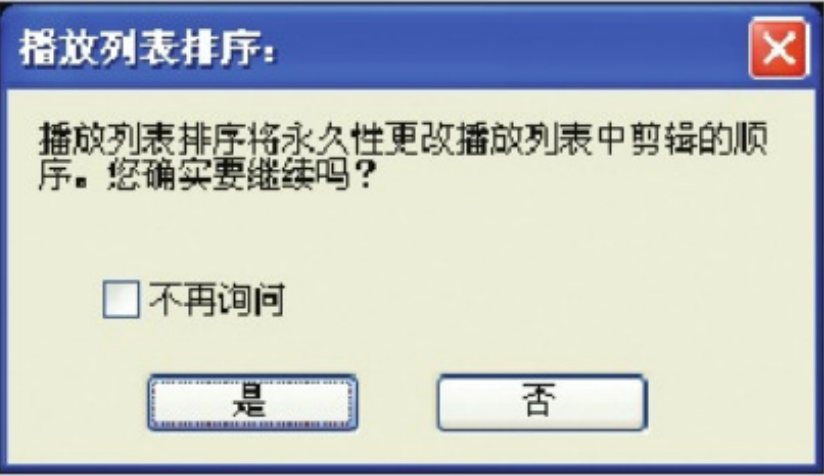 播放列表排序:
播放列表排序将永久性更改播放列表中剪辑的顺
序。您确实要继续吗？
不再询问
是
否